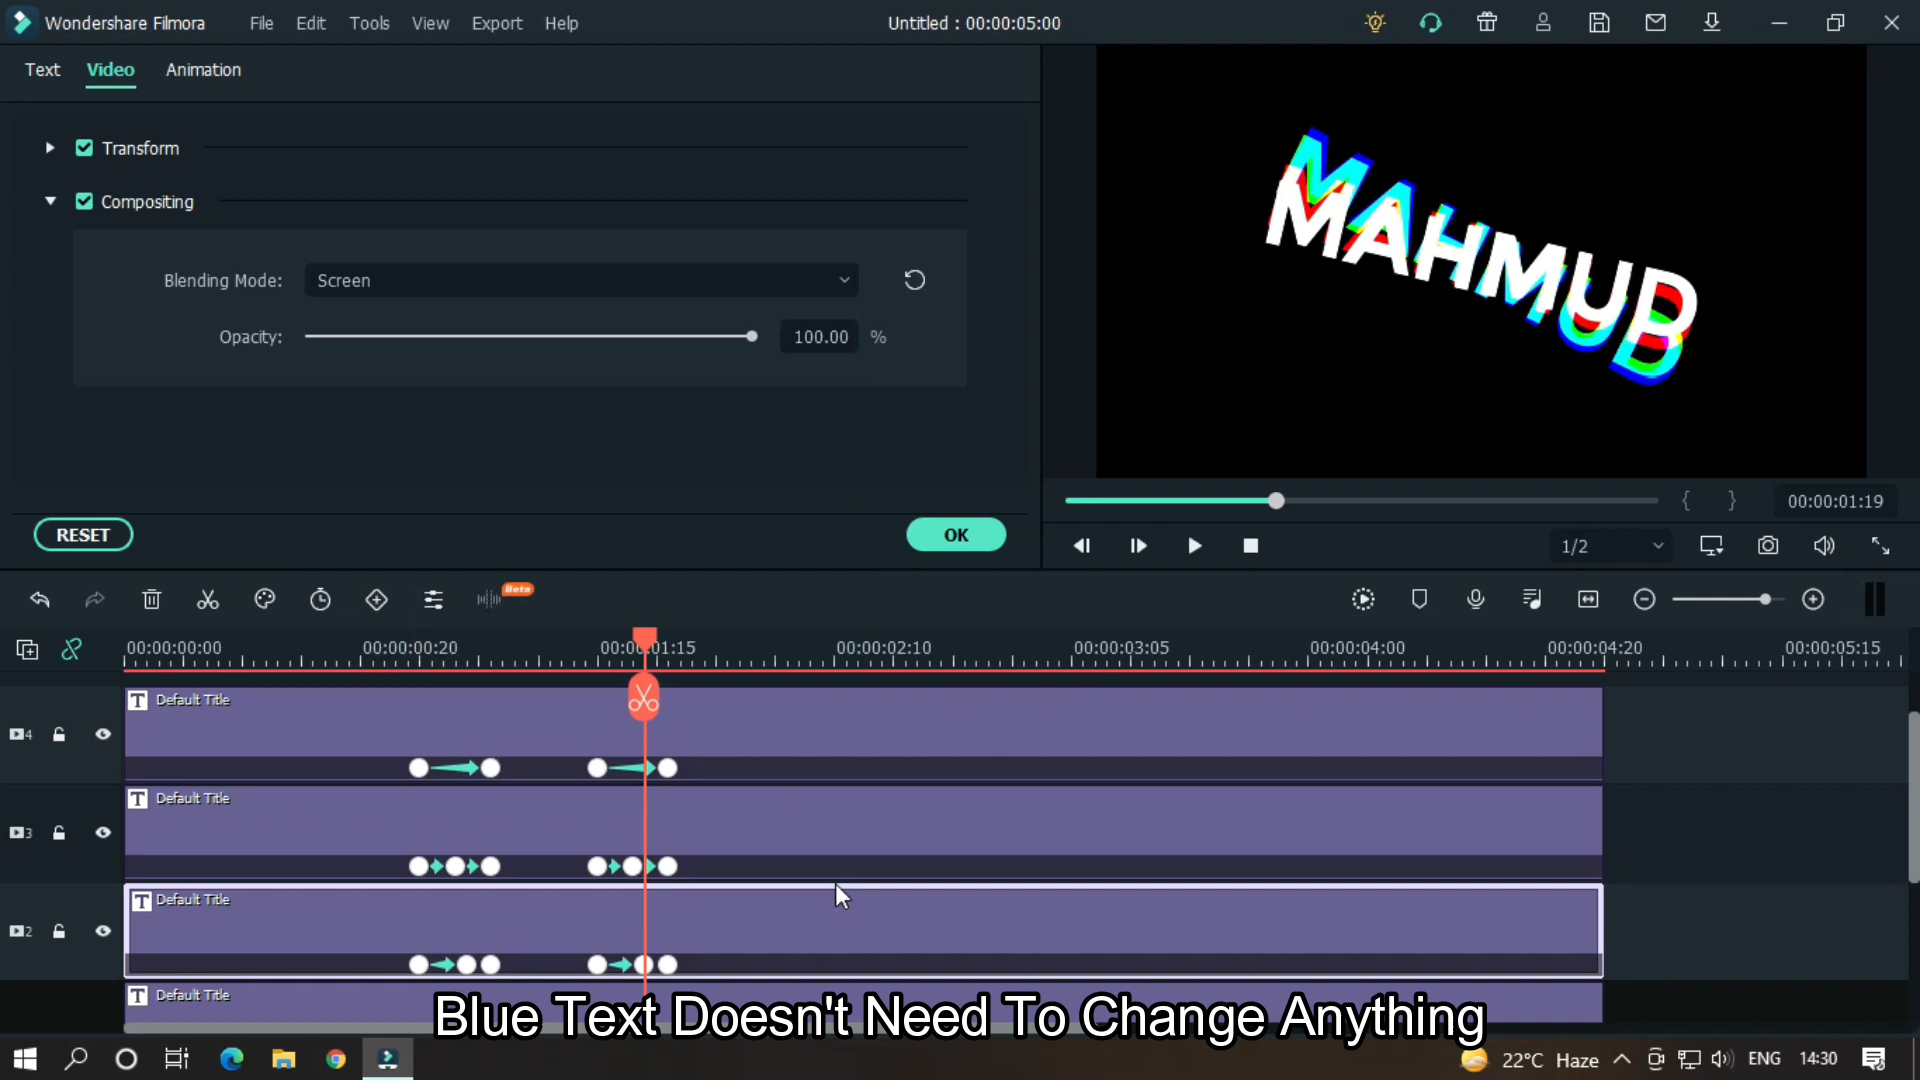 Wondershare Filmora File Edit Tools View Export Help Untitled : 00:00:05:00
Text Video Animation
Transform
Compositing
Blending Mode: Screen
Opacity: 100.00 %
RESET OK
MAHMUD
{ } 00:00:01:19
1/2
Beta
00:00:00:00 00:00:00:20 00:00:01:15 00:00:02:10 00:00:03:05 00:00:04:00 00:00:04:20 00:00:05:15
T Default Title
4
T Default Title
3
T Default Title
2
T Default Title
Blue Text Doesn't Need To Change Anything
22°C Haze ENG 14:30